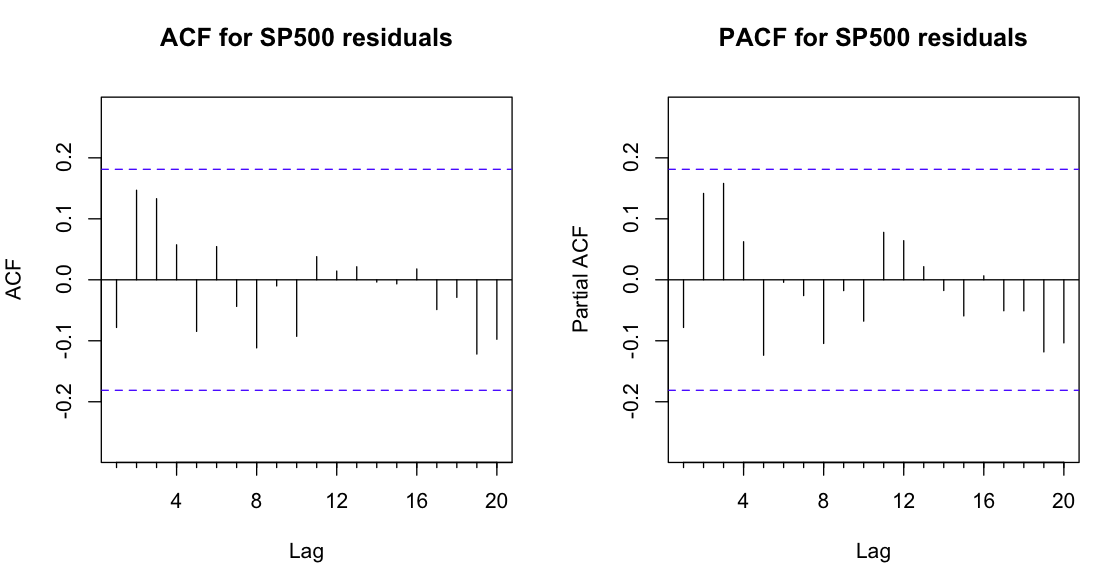 ACF for SP500 residuals
ACF
0.2
0.1
0.0
-0.1
-0.2
4 8 12 16 20
Lag
PACF for SP500 residuals
Partial ACF
0.2
0.1
0.0
-0.1
-0.2
4 8 12 16 20
Lag